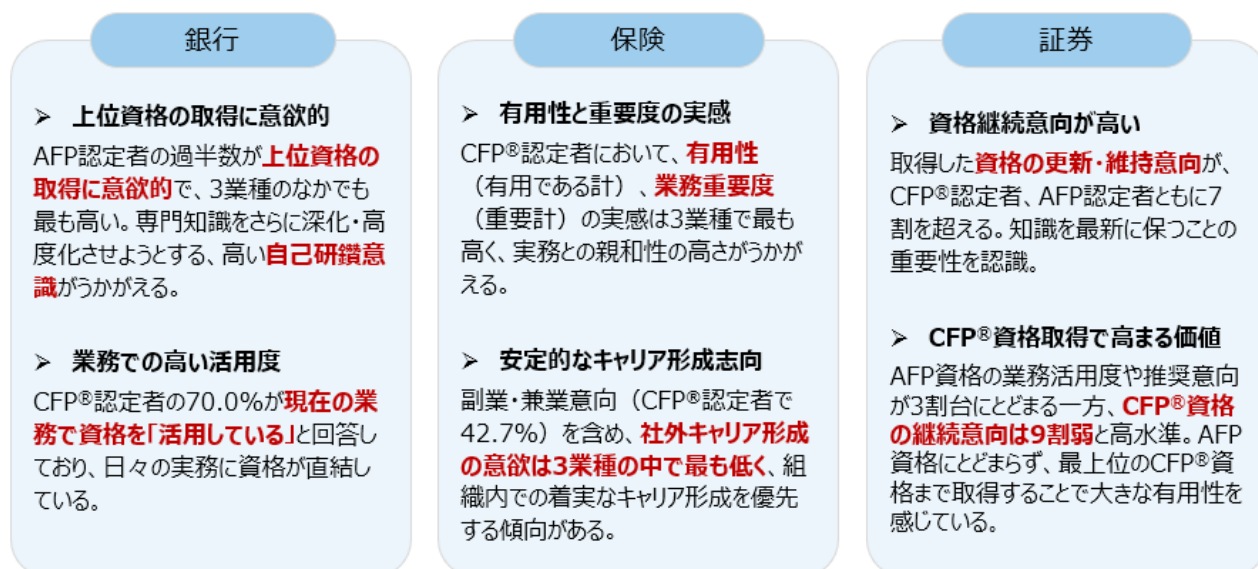 銀行
➢ 上位資格の取得に意欲的
AFP認定者の過半数が上位資格の
取得に意欲的で、3業種のなかでも
最も高い。専門知識をさらに深化・高
度化させようとする、高い自己研鑽意
識がうかがえる。
➢ 業務での高い活用度
CFP®認定者の70.0%が現在の業
務で資格を「活用している」と回答し
ており、日々の実務に資格が直結し
ている。
保険
➢ 有用性と重要度の実感
CFP®認定者において、有用性
（有用である計）、業務重要度
（重要計）の実感は3業種で最も
高く、実務との親和性の高さがうかが
える。
➢ 安定的なキャリア形成志向
副業・兼業意向（CFP®認定者で
42.7%）を含め、社外キャリア形成
の意欲は3業種の中で最も低く、組
織内での着実なキャリア形成を優先
する傾向がある。
証券
➢ 資格継続意向が高い
取得した資格の更新・維持意向が、
CFP®認定者、AFP認定者ともに7
割を超える。知識を最新に保つことの
重要性を認識。
➢ CFP®資格取得で高まる価値
AFP資格の業務活用度や推奨意向
が3割台にとどまる一方、CFP®資格
の継続意向は9割弱と高水準。AFP
資格にとどまらず、最上位のCFP®資
格まで取得することで大きな有用性を
感じている。